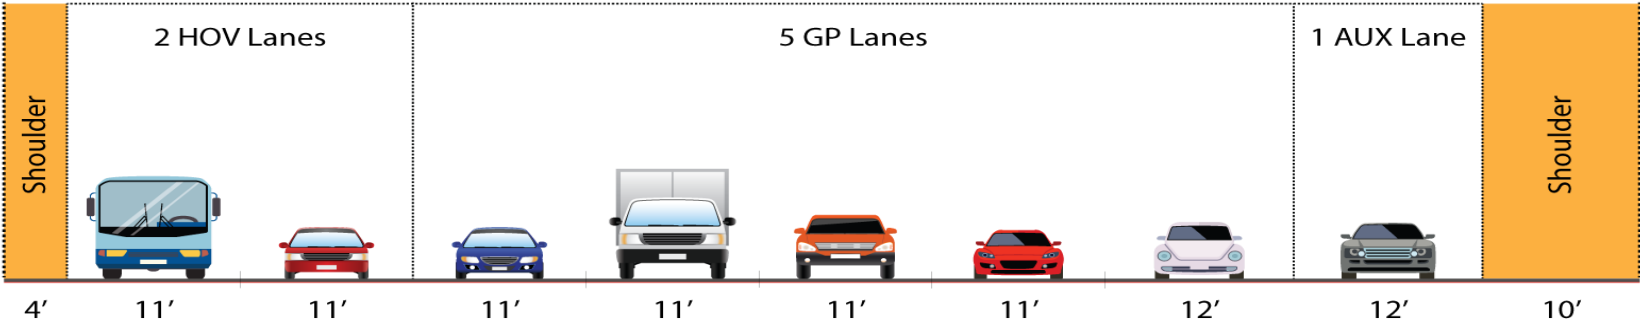 2 HOV Lanes
5 GP Lanes
1 AUX Lane
Shoulder
Shoulder
4’ 11’ 11’ 11’ 11’ 11’ 11’ 12’ 12’ 10’